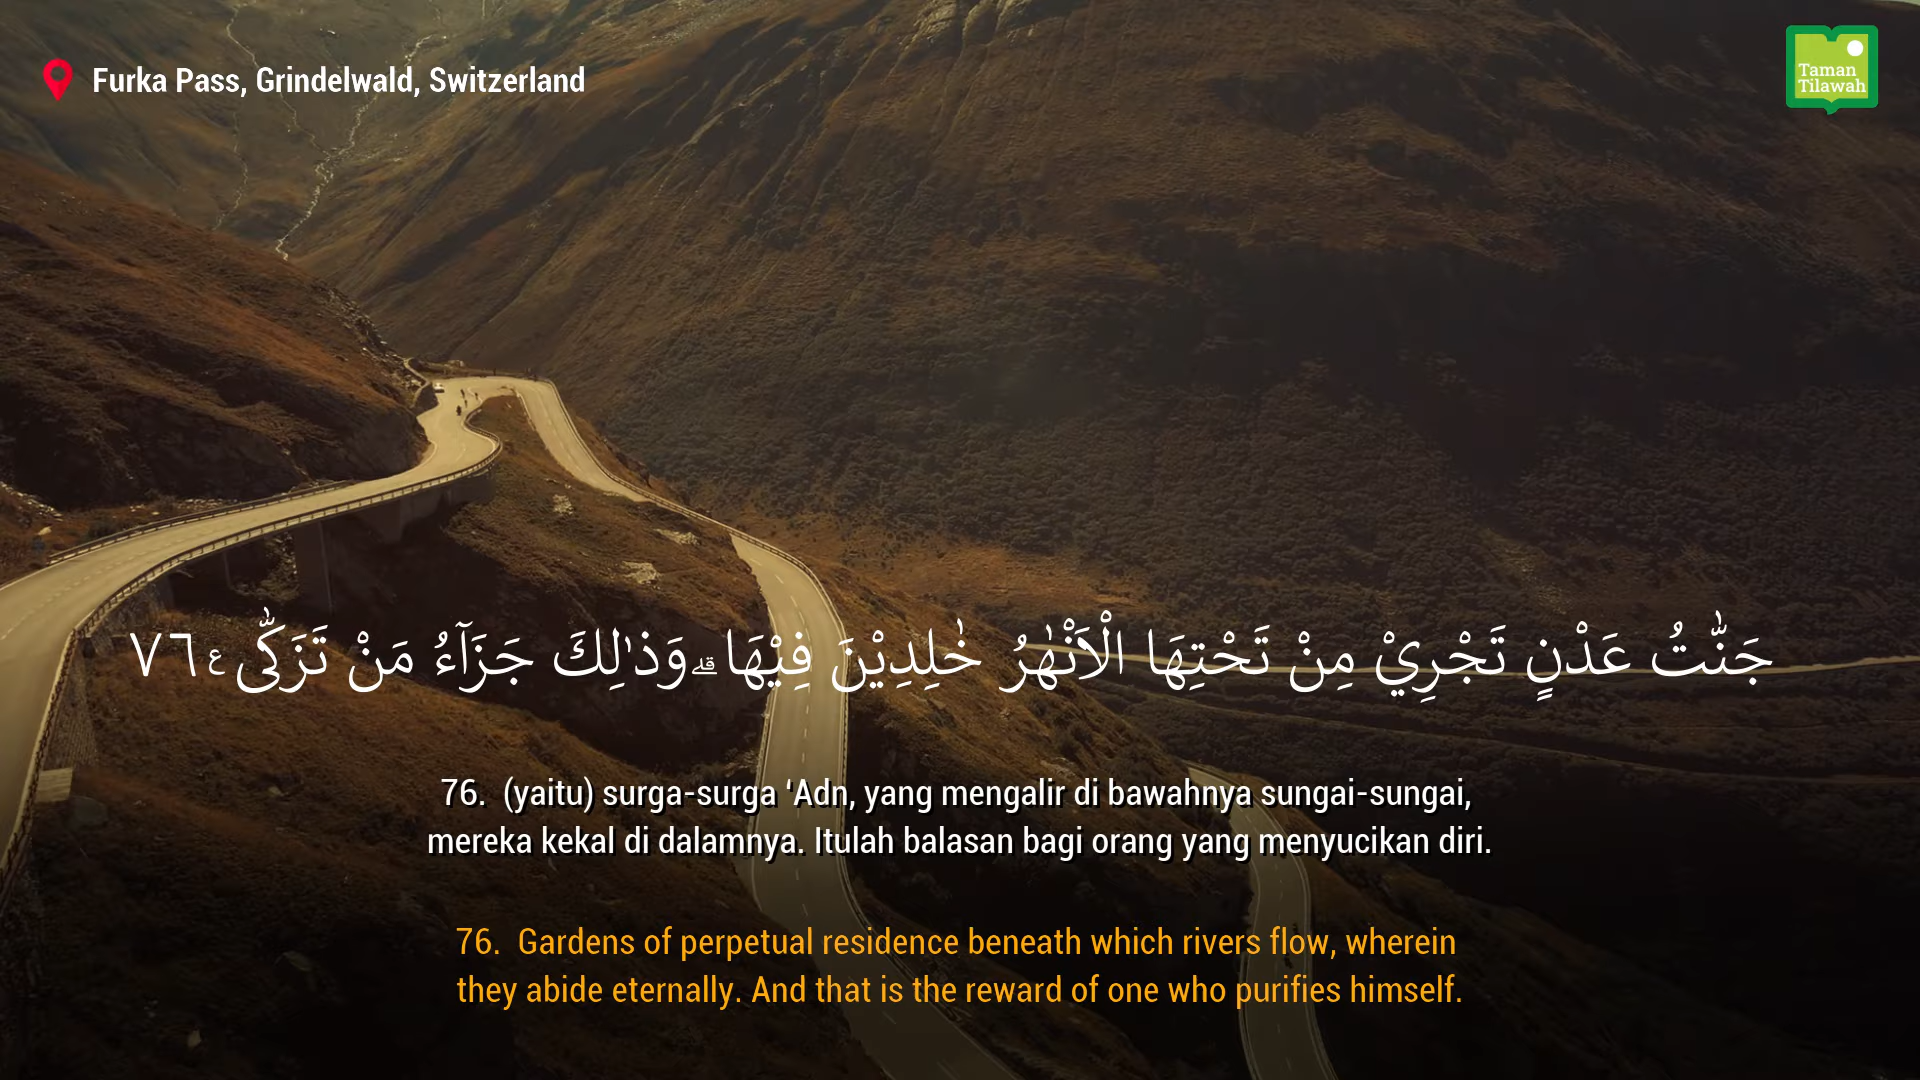 Furka Pass, Grindelwald, Switzerland
Taman
Tilawah
جَنّٰتُ عَدْنٍ تَجْرِيْ مِنْ تَحْتِهَا الْاَنْهٰرُ خٰلِدِيْنَ فِيْهَا ۗوَذٰلِكَ جَزَآءُ مَنْ تَزَكّٰى ࣖ ٧٦
76. (yaitu) surga-surga ‘Adn, yang mengalir di bawahnya sungai-sungai,
mereka kekal di dalamnya. Itulah balasan bagi orang yang menyucikan diri.
76. Gardens of perpetual residence beneath which rivers flow, wherein
they abide eternally. And that is the reward of one who purifies himself.